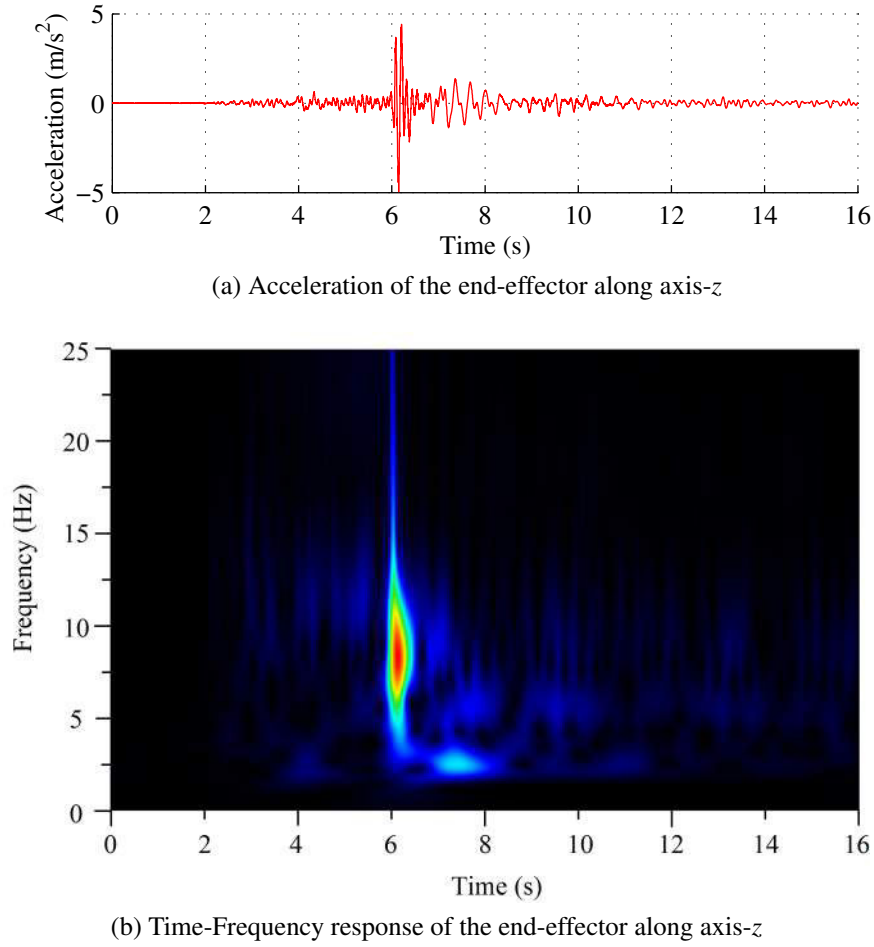 5
0
−5
Acceleration (m/s²)
0 2 4 6 8 10 12 14 16
Time (s)
(a) Acceleration of the end-effector along axis-z
25
20
15
10
5
0
Frequency (Hz)
0 2 4 6 8 10 12 14 16
Time (s)
(b) Time-Frequency response of the end-effector along axis-z